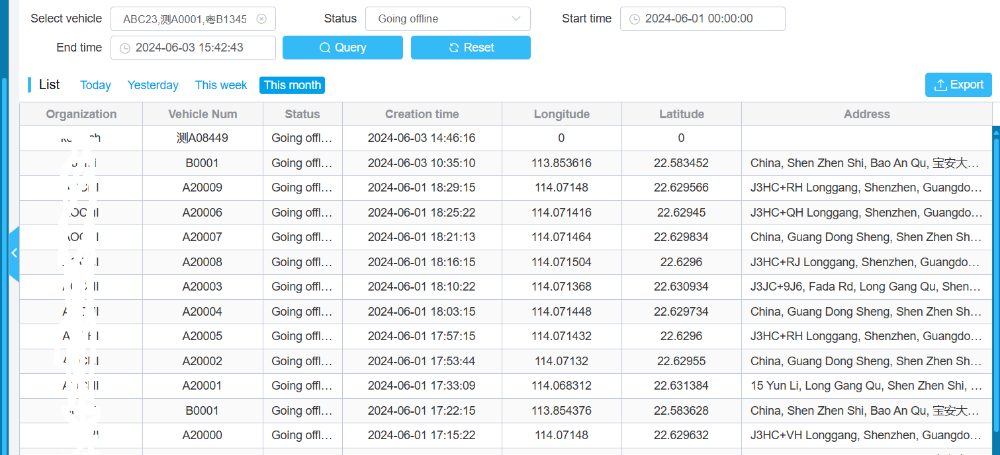 Select vehicle ABC23,测A0001,粤B1345 Status Going offline Start time 2024-06-01 00:00:00
End time 2024-06-03 15:42:43 Query Reset
List Today Yesterday This week This month Export
Organization Vehicle Num Status Creation time Longitude Latitude Address
测A08449 Going offl… 2024-06-03 14:46:16 0 0
B0001 Going offl… 2024-06-03 10:35:10 113.853616 22.583452 China, Shen Zhen Shi, Bao An Qu, 宝安大…
A20009 Going offl… 2024-06-01 18:29:15 114.07148 22.629566 J3HC+RH Longgang, Shenzhen, Guangdo…
A20006 Going offl… 2024-06-01 18:25:22 114.071416 22.62945 J3HC+QH Longgang, Shenzhen, Guangdo…
A20007 Going offl… 2024-06-01 18:21:13 114.071464 22.629834 China, Guang Dong Sheng, Shen Zhen Sh…
A20008 Going offl… 2024-06-01 18:16:15 114.071504 22.6296 J3HC+RJ Longgang, Shenzhen, Guangdo…
A20003 Going offl… 2024-06-01 18:10:22 114.071368 22.630934 J3JC+9J6, Fada Rd, Long Gang Qu, Shen…
A20004 Going offl… 2024-06-01 18:03:15 114.071448 22.629734 China, Guang Dong Sheng, Shen Zhen Sh…
A20005 Going offl… 2024-06-01 17:57:15 114.071432 22.6296 J3HC+RH Longgang, Shenzhen, Guangdo…
A20002 Going offl… 2024-06-01 17:53:44 114.07132 22.62955 China, Guang Dong Sheng, Shen Zhen Sh…
A20001 Going offl… 2024-06-01 17:33:09 114.068312 22.631384 15 Yun Li, Long Gang Qu, Shen Zhen Shi, …
B0001 Going offl… 2024-06-01 17:22:15 113.854376 22.583628 China, Shen Zhen Shi, Bao An Qu, 宝安大…
A20000 Going offl… 2024-06-01 17:15:22 114.07148 22.629632 J3HC+VH Longgang, Shenzhen, Guangdo…